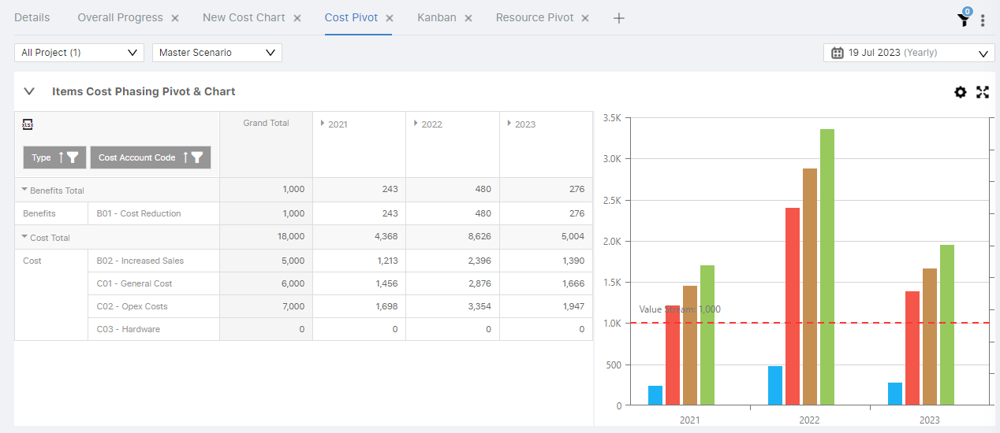 Details Overall Progress New Cost Chart Cost Pivot Kanban Resource Pivot 0
All Project (1) Master Scenario 19 Jul 2023 (Yearly)
Items Cost Phasing Pivot & Chart
XLSX Grand Total 2021 2022 2023
Type Cost Account Code
Benefits Total 1,000 243 480 276
Benefits B01 - Cost Reduction 1,000 243 480 276
Cost Total 18,000 4,368 8,626 5,004
Cost B02 - Increased Sales 5,000 1,213 2,396 1,390
C01 - General Cost 6,000 1,456 2,876 1,666
C02 - Opex Costs 7,000 1,698 3,354 1,947
C03 - Hardware 0 0 0 0
3.5K
3.0K
2.5K
2.0K
1.5K
Value Stream: 1,000
1.0K
500
0
2021 2022 2023